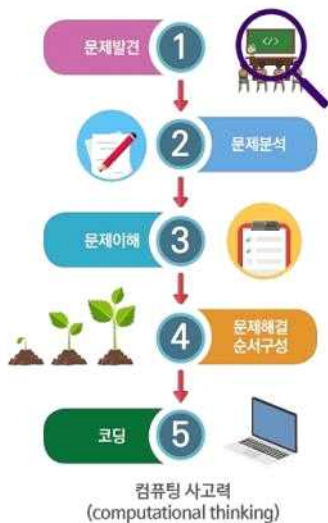 문제발견
1
</>
2
문제분석
문제이해
3
4
문제해결
순서구성
코딩
5
컴퓨팅 사고력
(computational thinking)